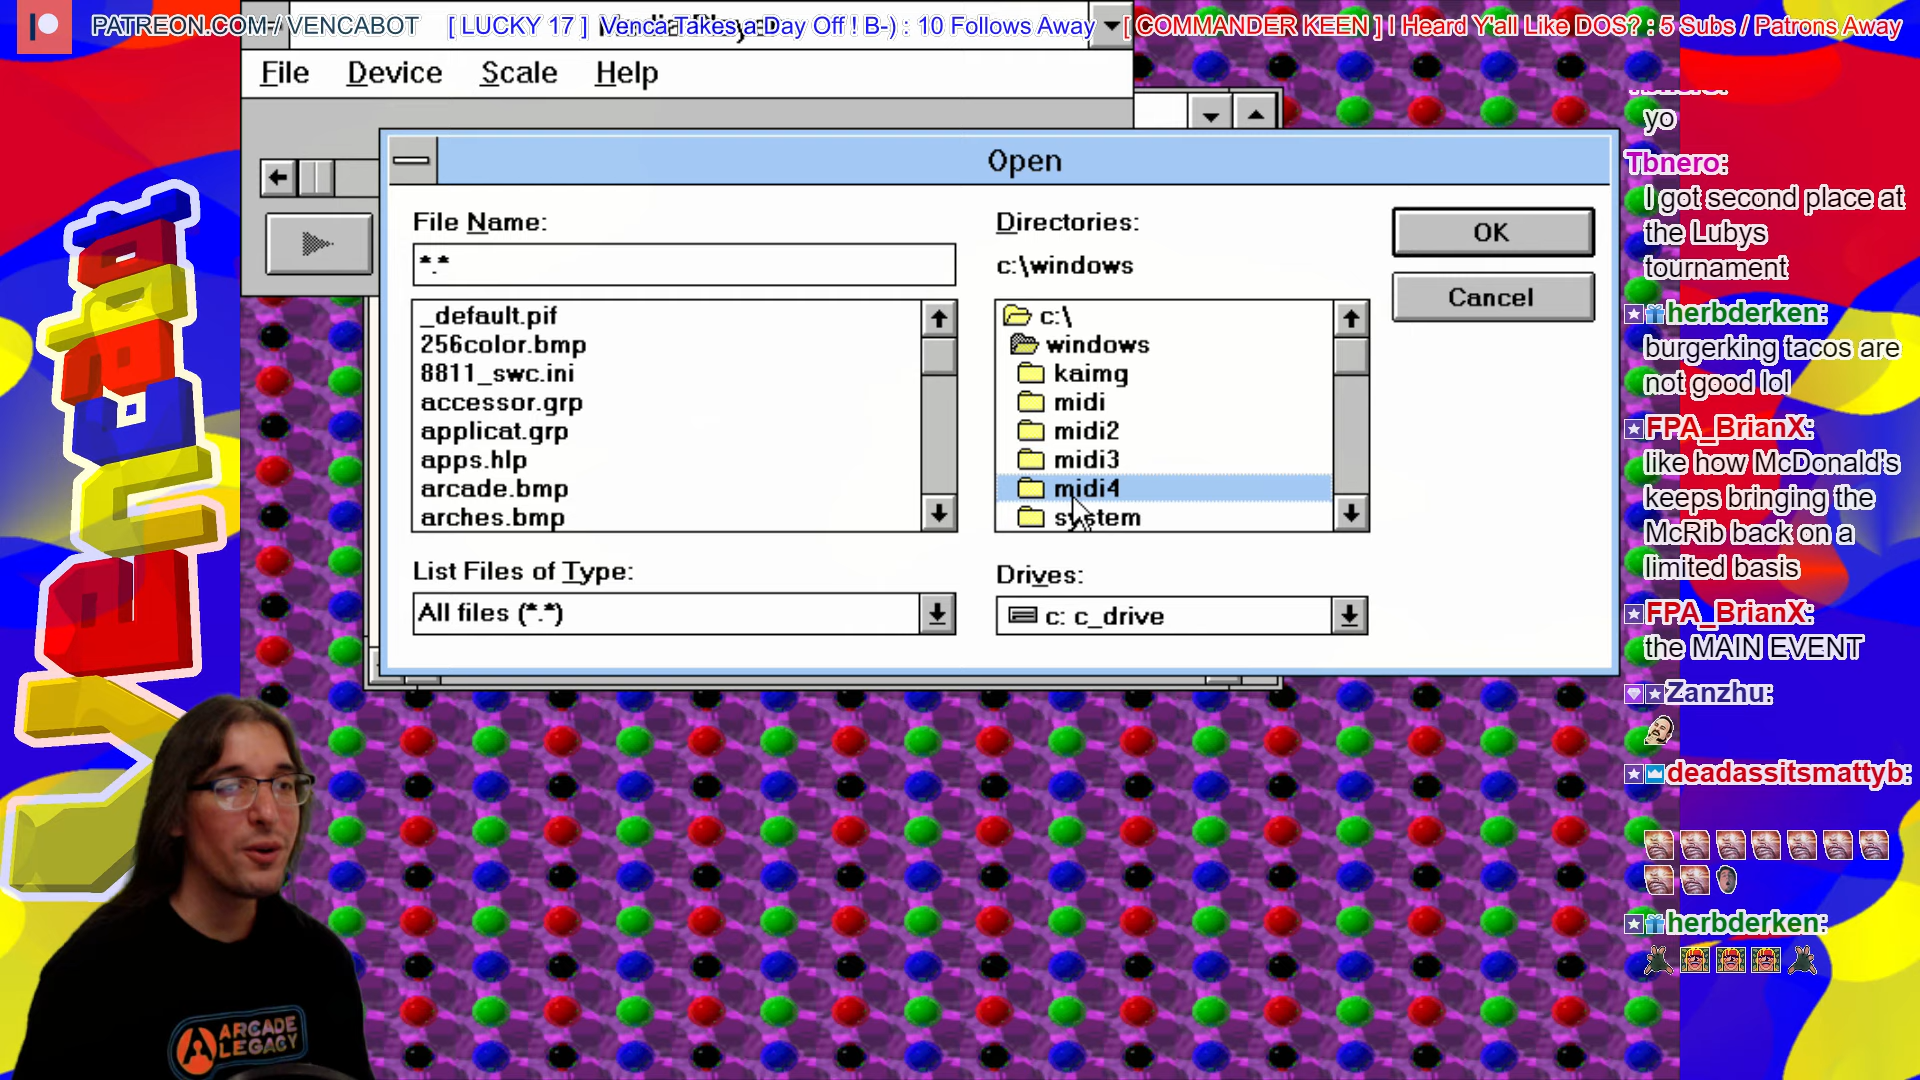 PATREON.COM / VENCABOT
[ LUCKY 17 ] Venca Takes a Day Off ! B-) : 10 Follows Away
[ COMMANDER KEEN ] I Heard Y'all Like DOS? : 5 Subs / Patrons Away
File Device Scale Help
Open
File Name:
*.*
_default.pif
256color.bmp
8811_swc.ini
accessor.grp
applicat.grp
apps.hlp
arcade.bmp
arches.bmp
List Files of Type:
All files (*.*)
Directories:
c:\windows
c:\
windows
kaimg
midi
midi2
midi3
midi4
system
Drives:
c: c_drive
OK
Cancel
yo
Tbnero:
I got second place at
the Lubys
tournament
herbderken:
burgerking tacos are
not good lol
FPA_BrianX:
like how McDonald's
keeps bringing the
McRib back on a
limited basis
FPA_BrianX:
the MAIN EVENT
Zanzhu:
deadassitsmattyb:
herbderken:
Vencabot
ARCADE
LEGACY